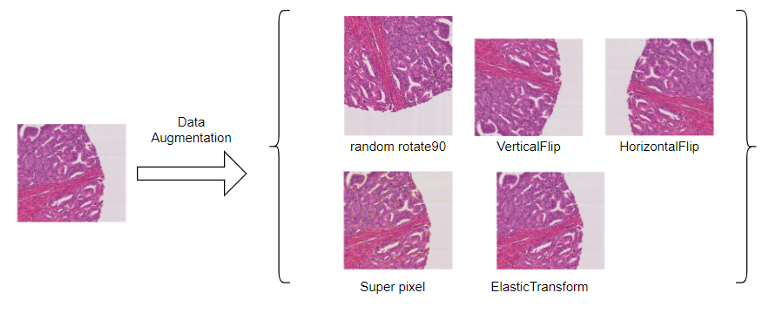 Data
Augmentation
random rotate90
VerticalFlip
HorizontalFlip
Super pixel
ElasticTransform